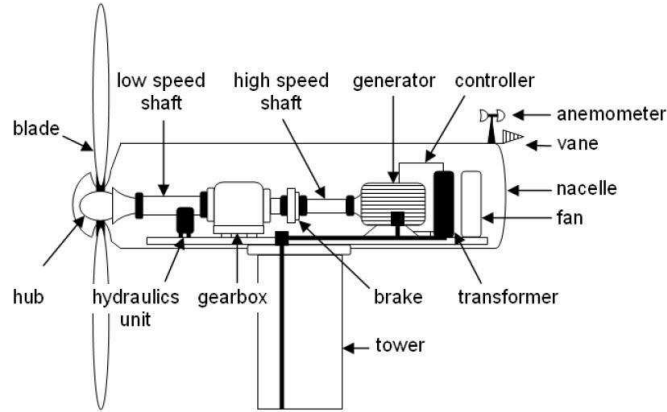 low speed
shaft
high speed
shaft
generator
controller
anemometer
blade
vane
nacelle
fan
hub
hydraulics
unit
gearbox
brake
transformer
tower